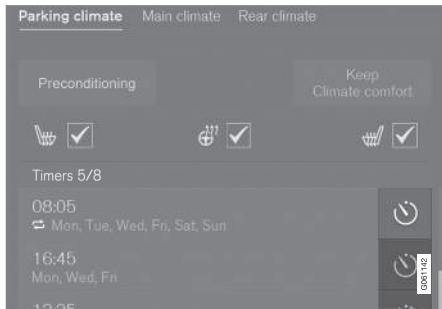 Parking climate Main climate Rear climate
Preconditioning
Keep
Climate comfort
Timers 5/8
08:05
Mon, Tue, Wed, Fri, Sat, Sun
16:45
Mon, Wed, Fri
G061142